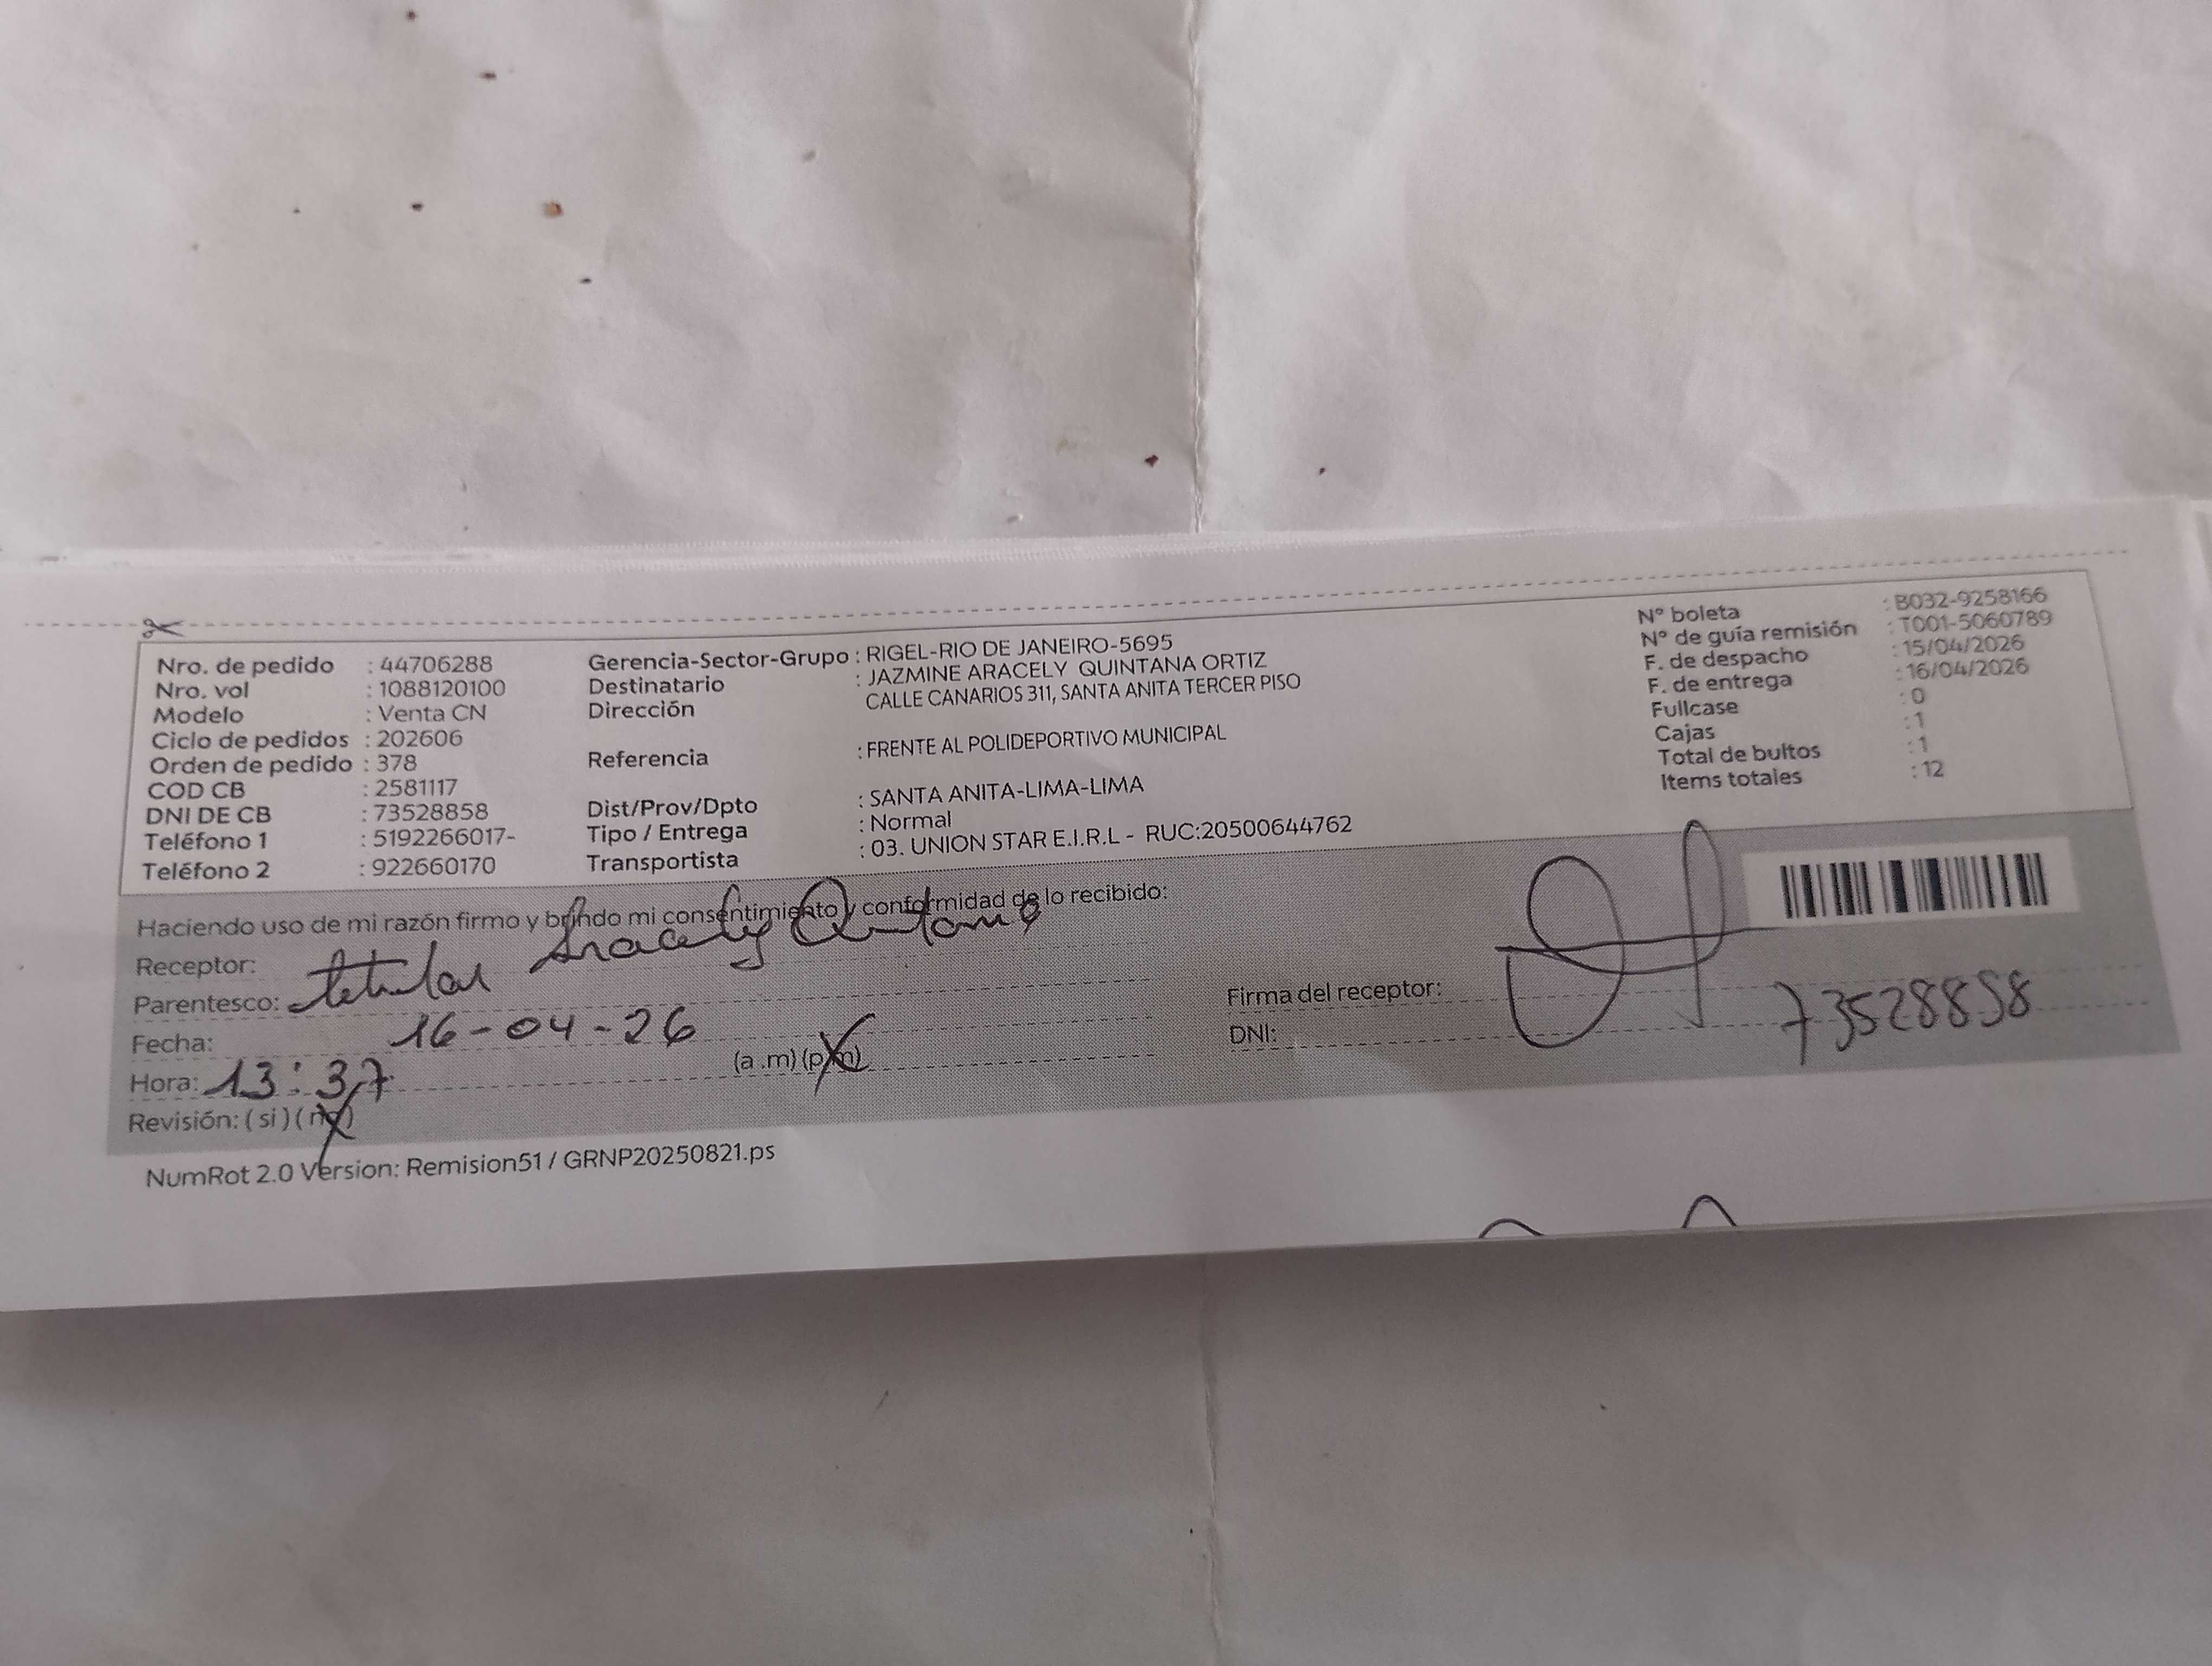 Nro. de pedido : 44706288
Nro. vol : 1088120100
Modelo : Venta CN
Ciclo de pedidos : 202606
Orden de pedido : 378
COD CB : 2581117
DNI DE CB : 73528858
Teléfono 1 : 5192266017-
Teléfono 2 : 922660170
Gerencia-Sector-Grupo : RIGEL-RIO DE JANEIRO-5695
Destinatario : JAZMINE ARACELY QUINTANA ORTIZ
Dirección CALLE CANARIOS 311, SANTA ANITA TERCER PISO
Referencia : FRENTE AL POLIDEPORTIVO MUNICIPAL
Dist/Prov/Dpto : SANTA ANITA-LIMA-LIMA
Tipo / Entrega : Normal
Transportista : 03. UNION STAR E.I.R.L - RUC:20500644762
N° boleta : B032-9258166
N° de guía remisión : T001-5060789
F. de despacho : 15/04/2026
F. de entrega : 16/04/2026
Fullcase : 0
Cajas : 1
Total de bultos : 1
Items totales : 12
Haciendo uso de mi razón firmo y brindo mi consentimiento y conformidad de lo recibido:
Receptor: Aracely Quintana
Parentesco: titular
Fecha: 16-04-26
Hora: 13:37 (a.m) (p.m)
Revisión: (si) (no)
Firma del receptor:
DNI: 73528858
NumRot 2.0 Version: Remision51 / GRNP20250821.ps